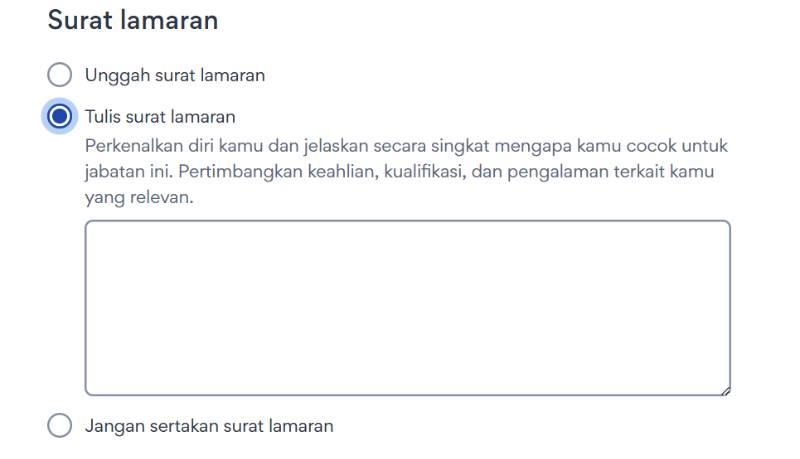 Surat lamaran
Unggah surat lamaran
Tulis surat lamaran
Perkenalkan diri kamu dan jelaskan secara singkat mengapa kamu cocok untuk
jabatan ini. Pertimbangkan keahlian, kualifikasi, dan pengalaman terkait kamu
yang relevan.
Jangan sertakan surat lamaran